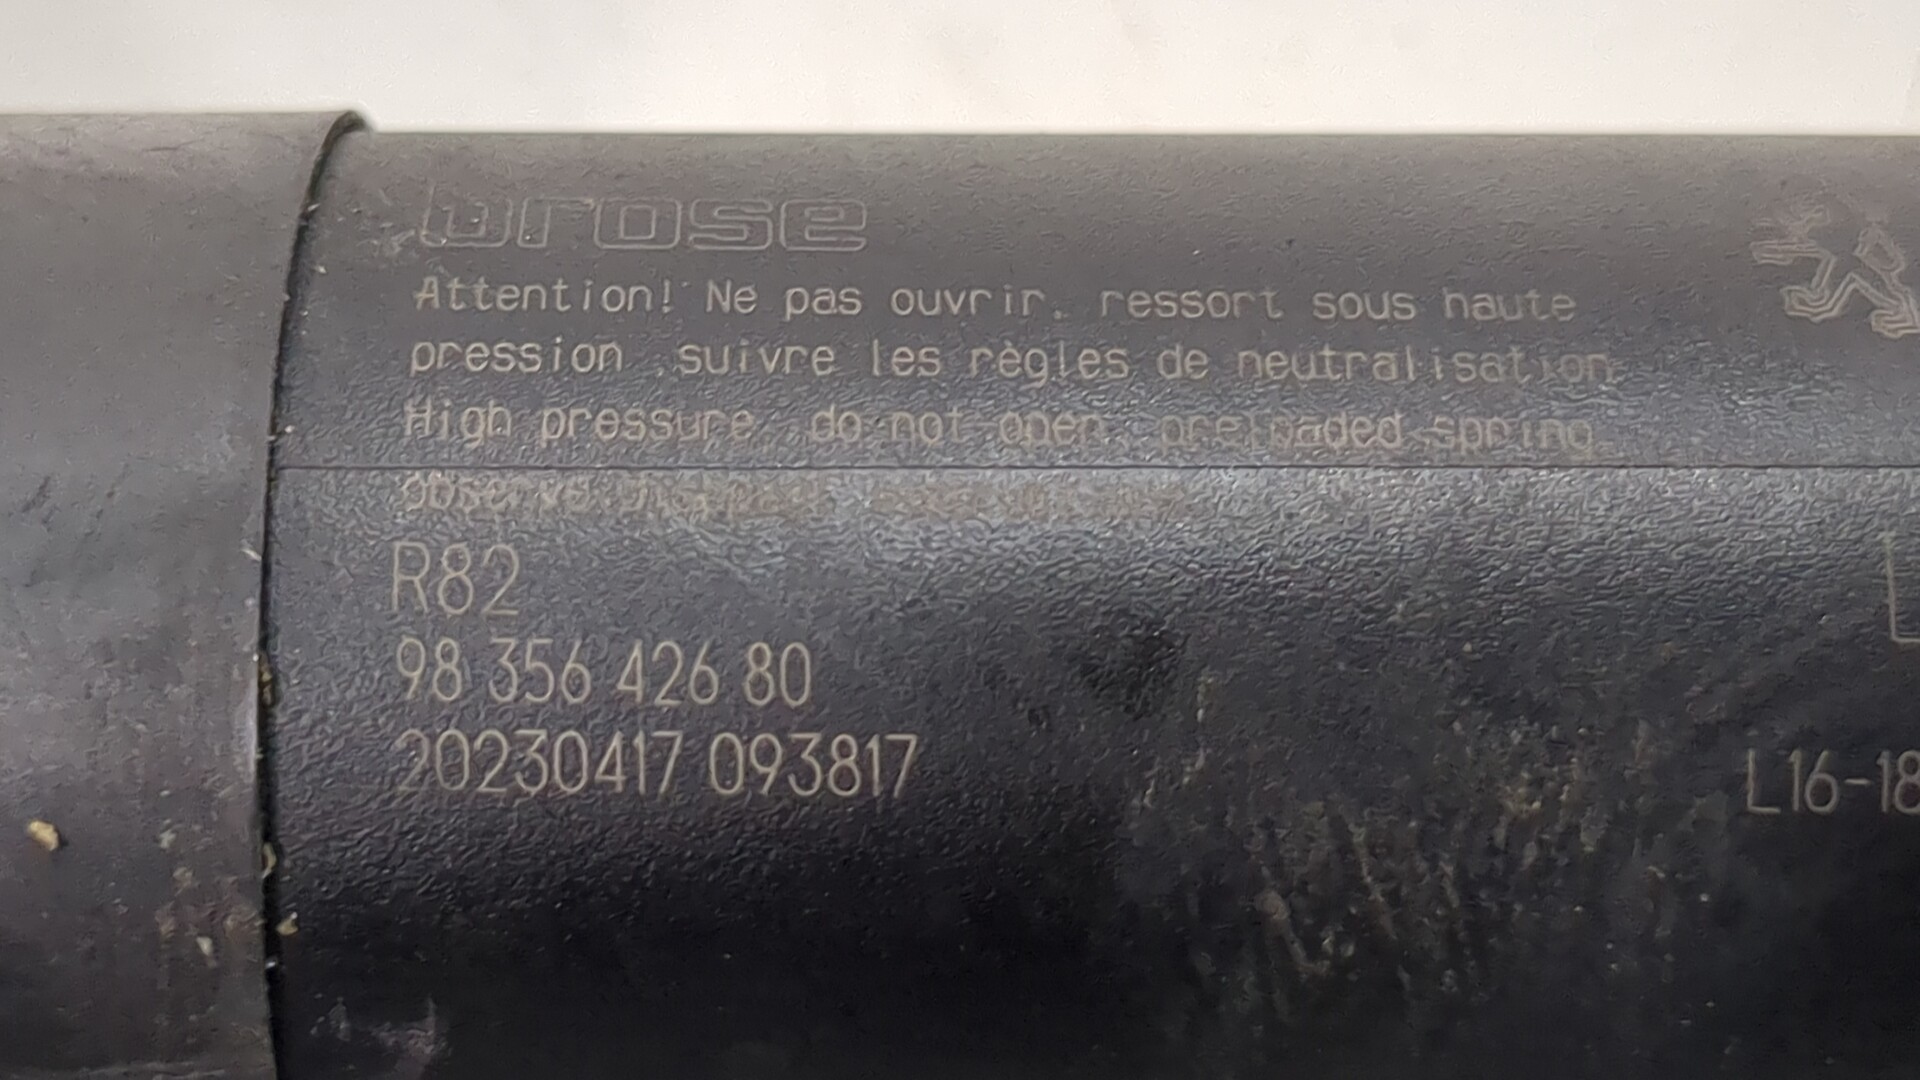 brose
Attention! Ne pas ouvrir, ressort sous haute
pression, suivre les règles de neutralisation
High pressure do not open, preloaded spring
observe
R82
98 356 426 80
20230417 093817
L16-18